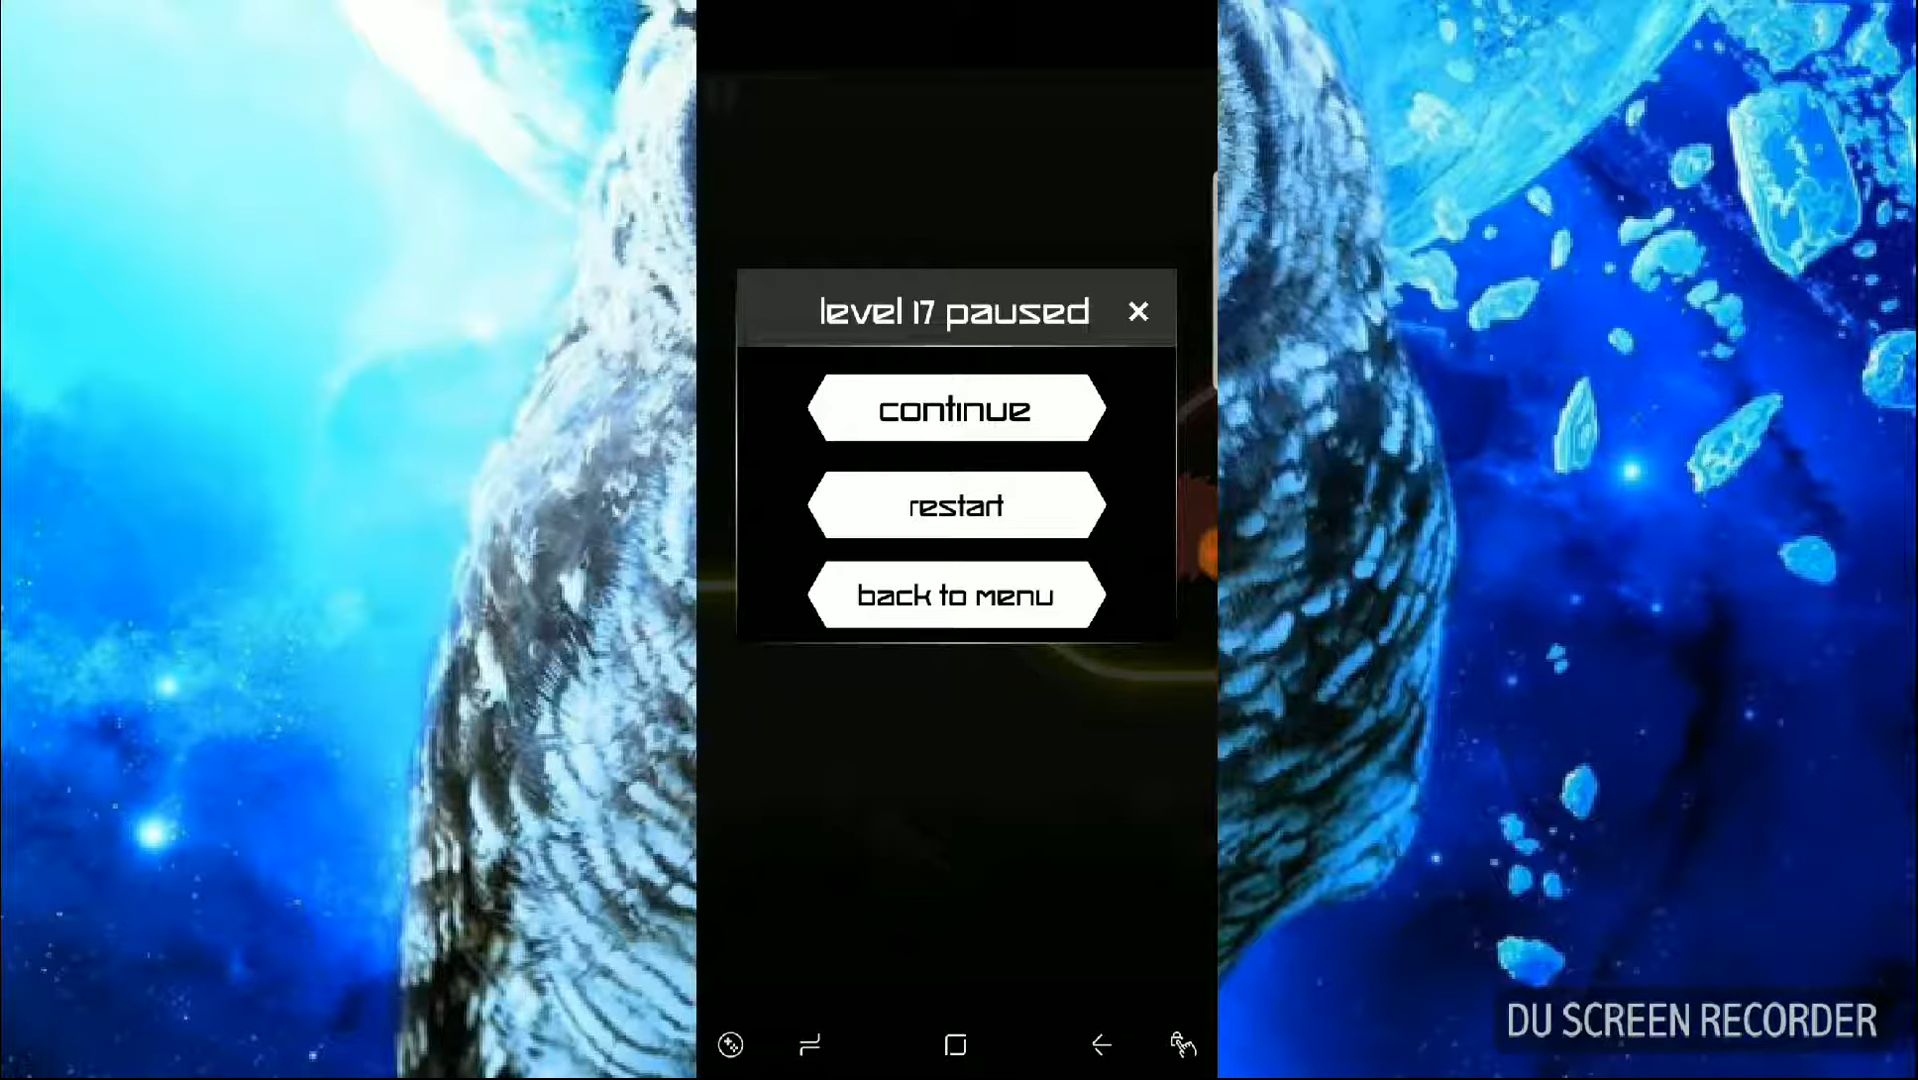 level 17 paused
continue
restart
back to menu
DU SCREEN RECORDER